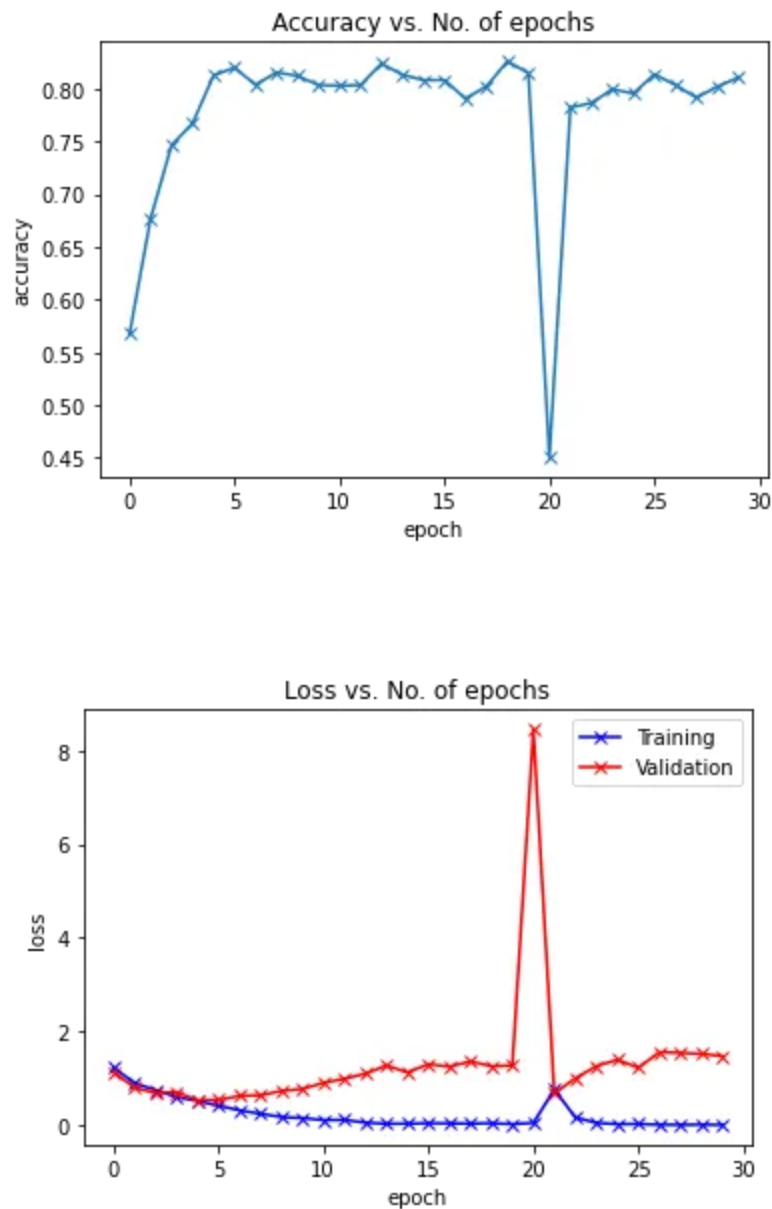 Accuracy vs. No. of epochs
0.80
0.75
0.70
0.65
0.60
0.55
0.50
0.45
accuracy
0 5 10 15 20 25 30
epoch
Loss vs. No. of epochs
Training
Validation
8
6
4
2
0
loss
0 5 10 15 20 25 30
epoch